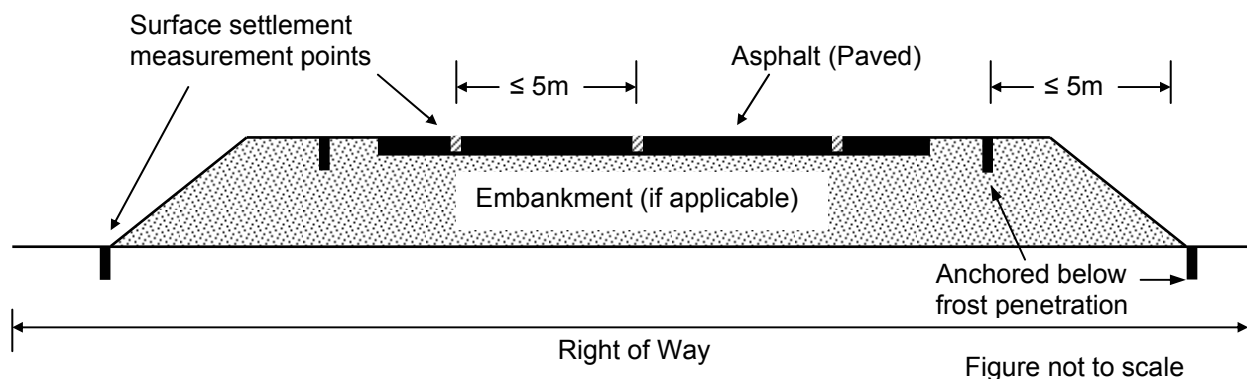 Surface settlement
measurement points
Asphalt (Paved)
≤ 5m
≤ 5m
Embankment (if applicable)
Anchored below
frost penetration
Right of Way
Figure not to scale